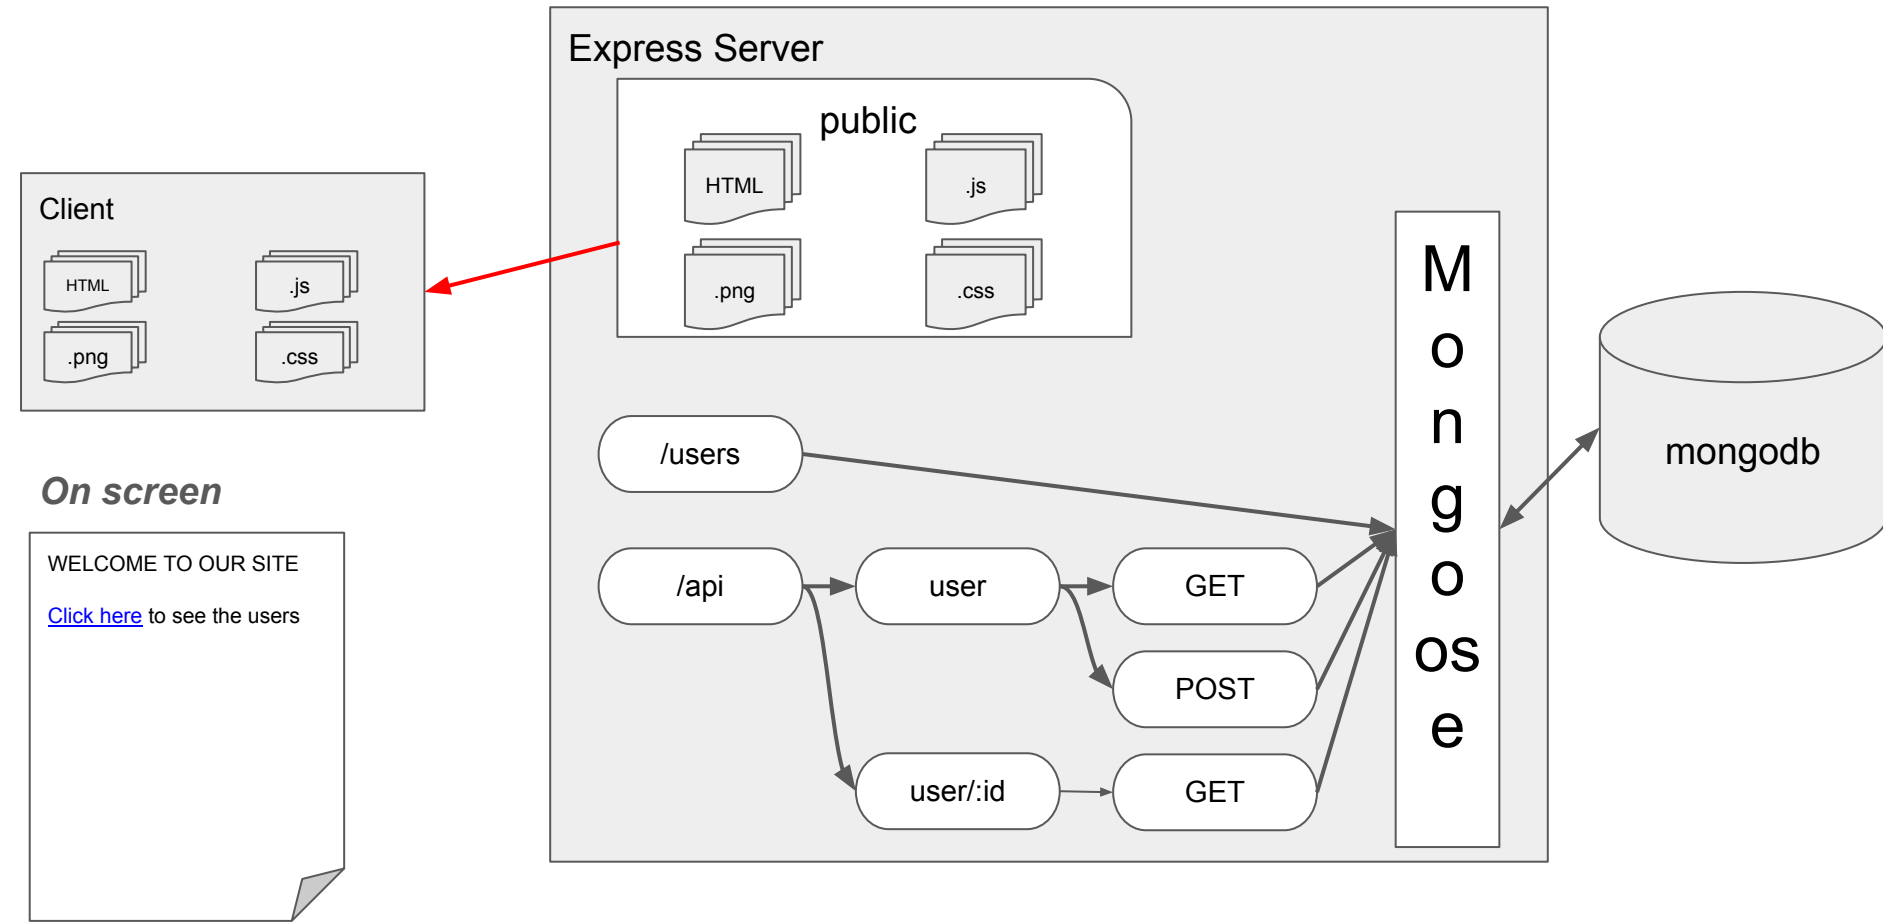 Express Server
public
HTML
.js
.png
.css
Client
HTML
.js
.png
.css
On screen
WELCOME TO OUR SITE
Click here to see the users
/users
/api
user
GET
POST
user/:id
GET
M
o
n
g
o
os
e
mongodb